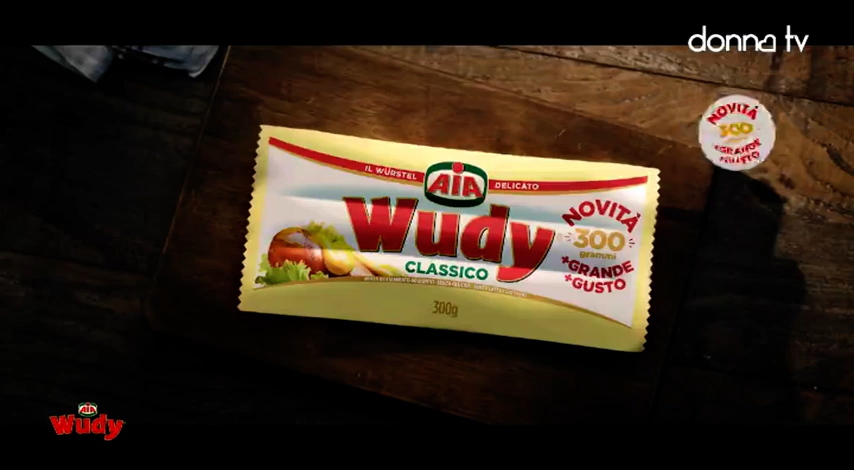 donna tv
NOVITÀ
300
+GRANDE
+GUSTO
IL WÜRSTEL
AIA
DELICATO
Wudy
CLASSICO
NOVITÀ
300
grammi
+GRANDE
+GUSTO
300g
AIA
Wudy